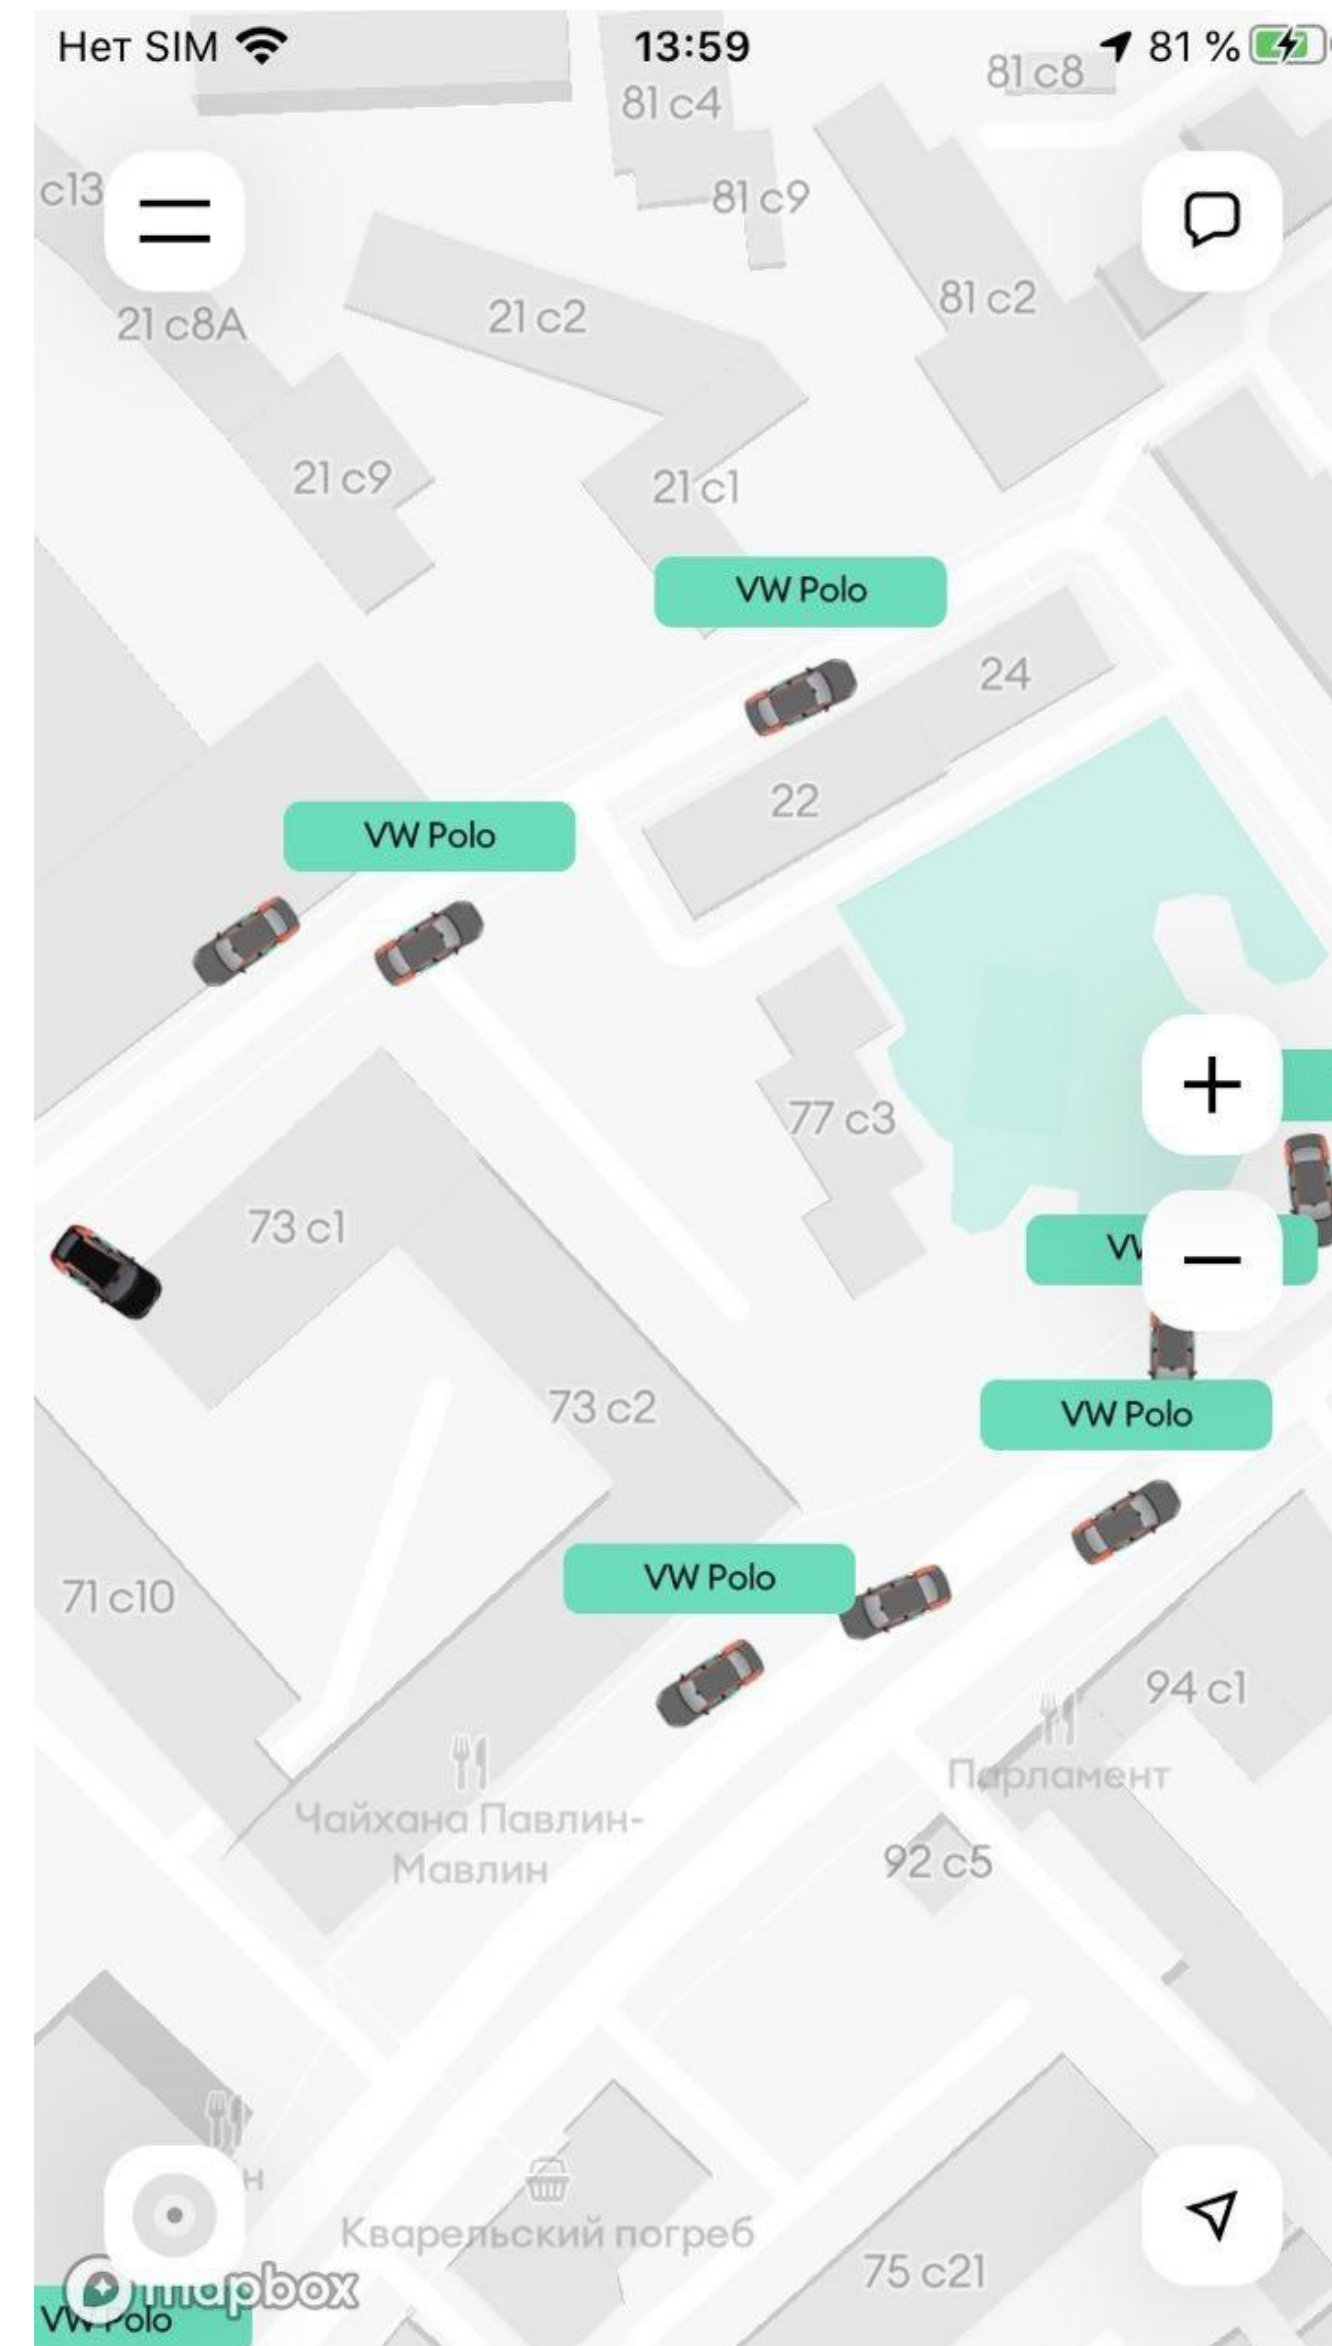 Нет SIM
13:59
81 %
81 с8
81 с4
с13
81 с9
81 с2
21 с8А
21 с2
21 с9
21 с1
VW Polo
24
22
VW Polo
77 с3
73 с1
73 с2
VW Polo
VW Polo
71 с10
94 с1
Парламент
Чайхана Павлин-
Мавлин
92 с5
Кварельский погреб
75 с21
mapbox
VW Polo